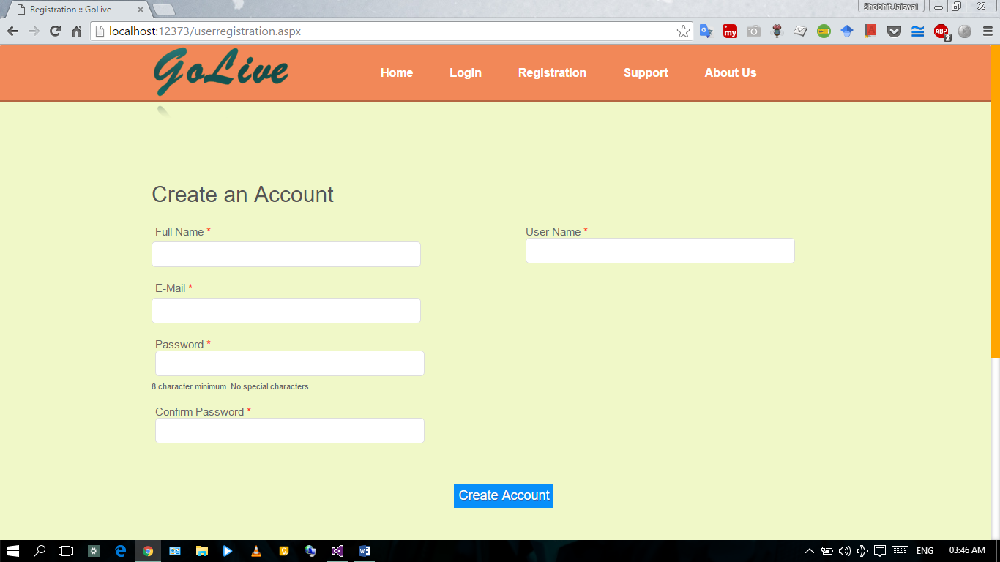 Registration :: GoLive
Shobhit Jaiswal
localhost:12373/userregistration.aspx
my
ABP
2
GoLive
Home Login Registration Support About Us
Create an Account
Full Name * User Name *
E-Mail *
Password *
8 character minimum. No special characters.
Confirm Password *
Create Account
ENG 03:46 AM